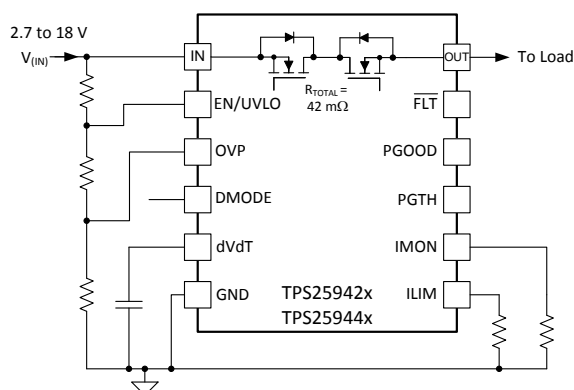 2.7 to 18 V
V(IN)
IN
OUT
To Load
EN/UVLO
RTOTAL =
42 mΩ
FLT
OVP
PGOOD
DMODE
PGTH
dVdT
IMON
GND
TPS25942x
ILIM
TPS25944x